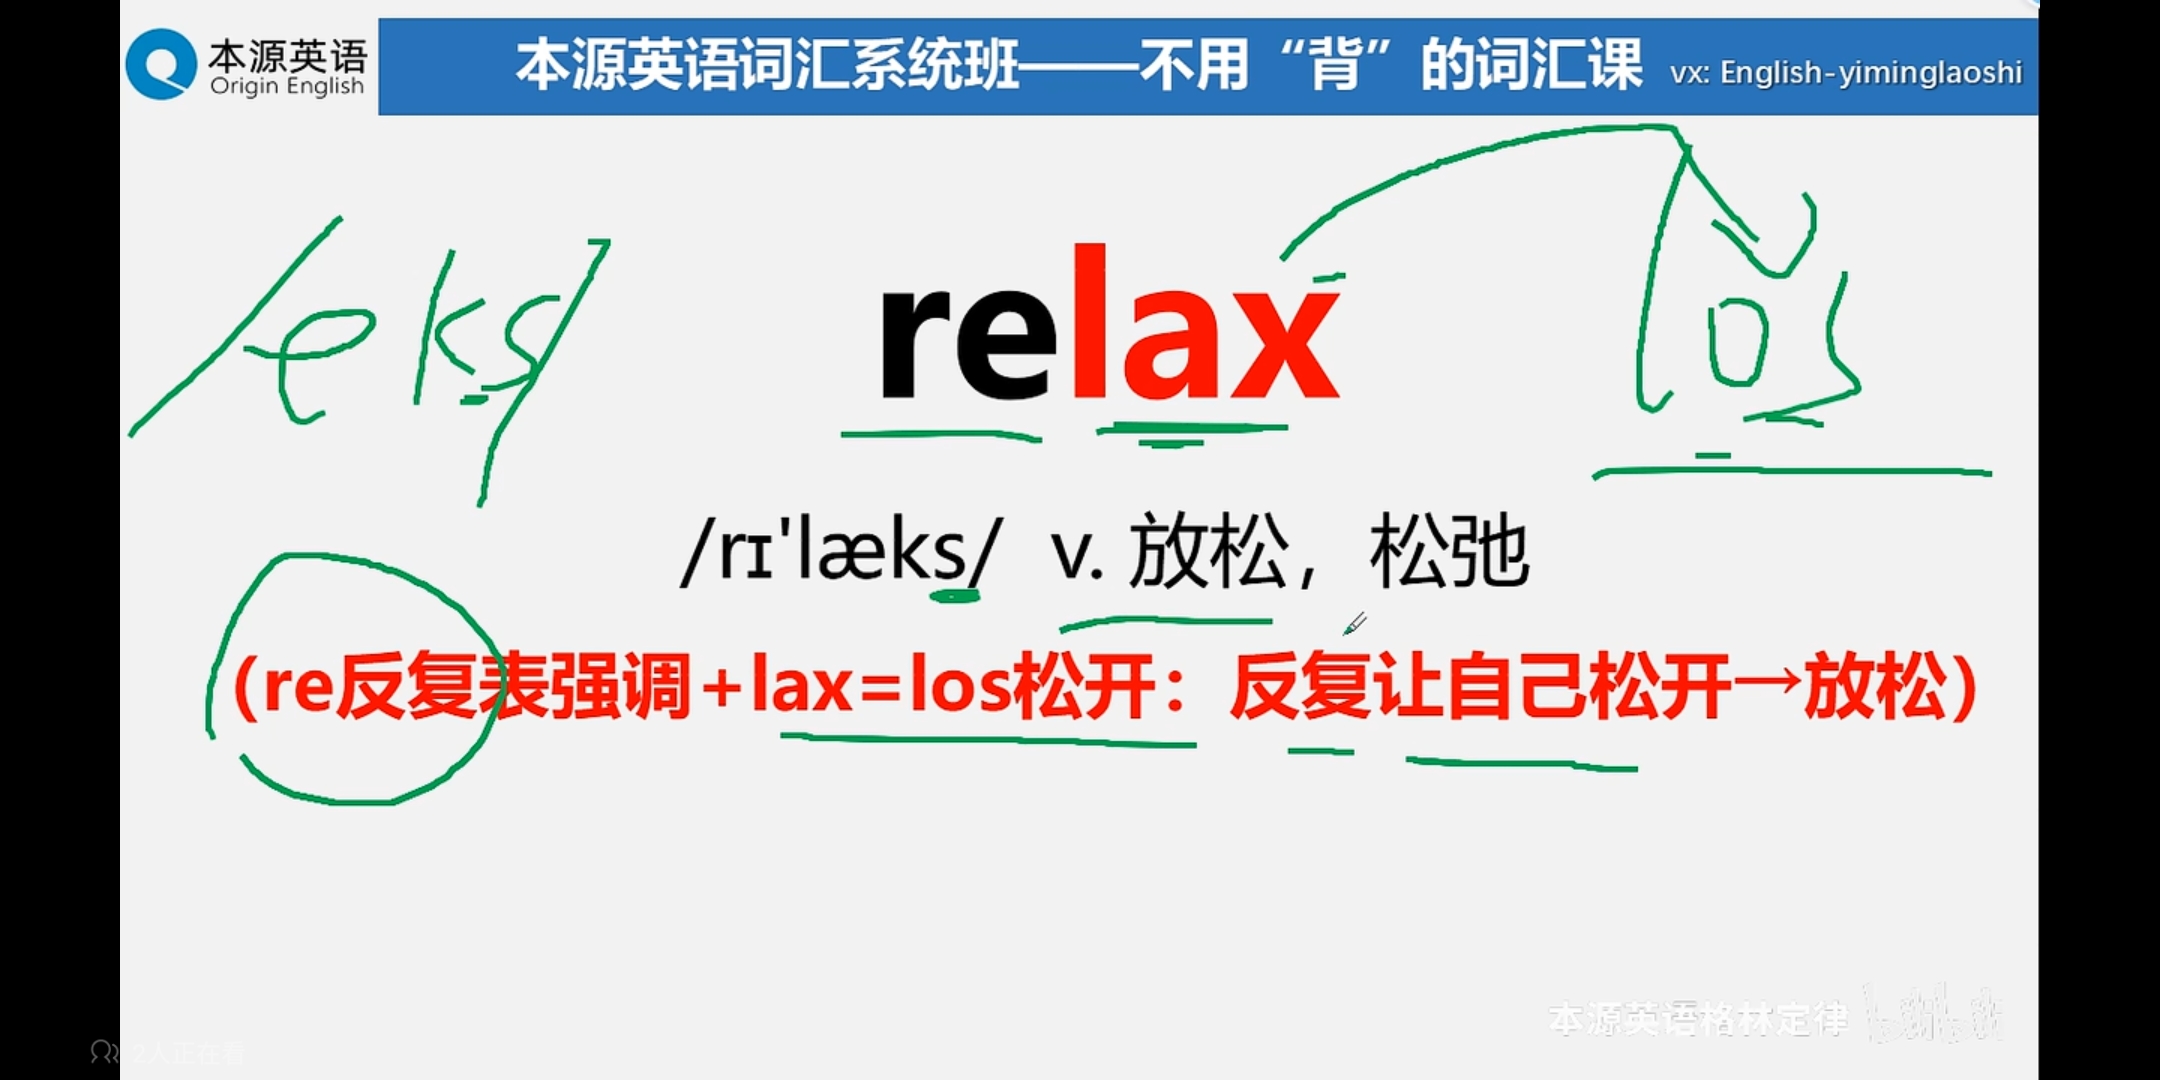 本源英语
Origin English
本源英语词汇系统班——不用“背”的词汇课 vx: English-yiminglaoshi
/eks/
relax
los
/rɪ'læks/ v. 放松，松弛
（re反复表强调+lax=los松开：反复让自己松开→放松）
本源英语格林定律 bilibili
2人正在看